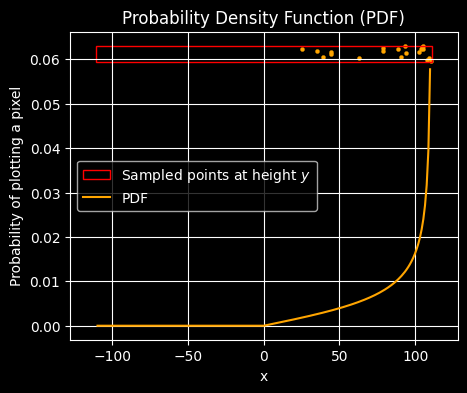 Probability Density Function (PDF)
Probability of plotting a pixel
0.06
0.05
0.04
0.03
0.02
0.01
0.00
Sampled points at height y
PDF
−100
−50
0
50
100
x